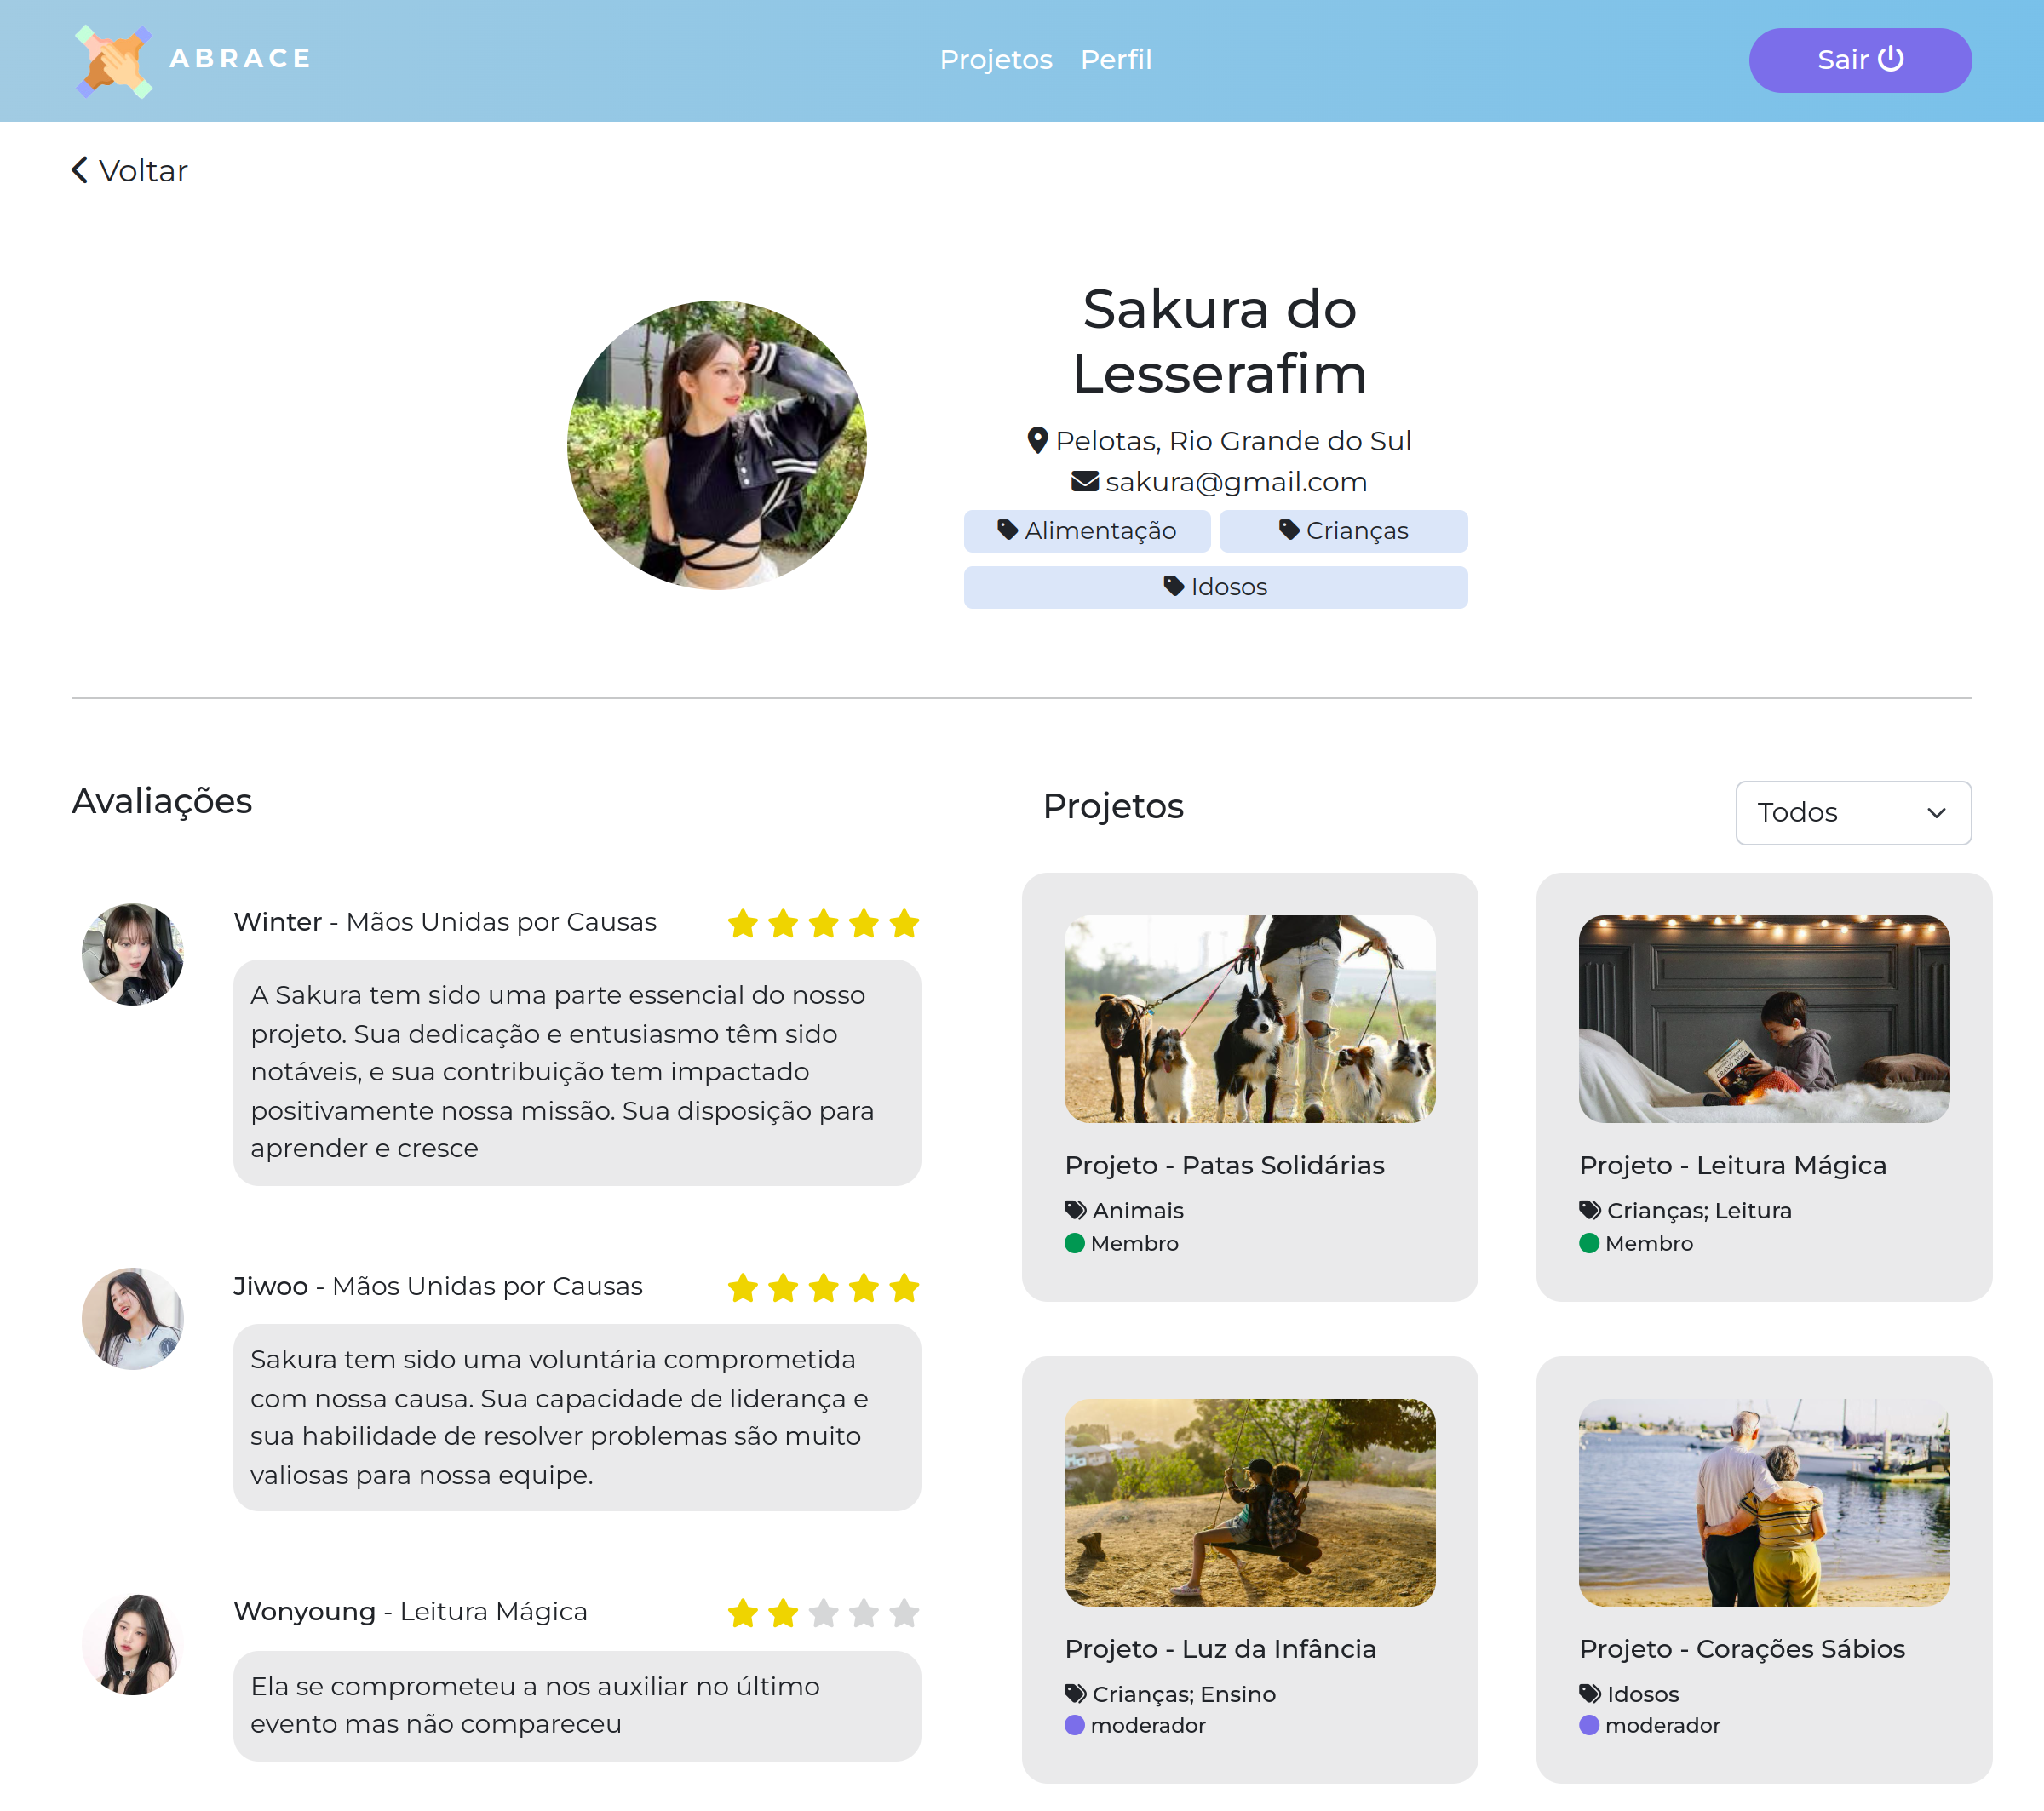 ABRACE
Projetos
Perfil
Sair
Voltar
Sakura do
Lesserafim
Pelotas, Rio Grande do Sul
sakura@gmail.com
Alimentação
Crianças
Idosos
Avaliações
Winter - Mãos Unidas por Causas
A Sakura tem sido uma parte essencial do nosso
projeto. Sua dedicação e entusiasmo têm sido
notáveis, e sua contribuição tem impactado
positivamente nossa missão. Sua disposição para
aprender e cresce
Jiwoo - Mãos Unidas por Causas
Sakura tem sido uma voluntária comprometida
com nossa causa. Sua capacidade de liderança e
sua habilidade de resolver problemas são muito
valiosas para nossa equipe.
Wonyoung - Leitura Mágica
Ela se comprometeu a nos auxiliar no último
evento mas não compareceu
Projetos
Todos
Projeto - Patas Solidárias
Animais
Membro
Projeto - Leitura Mágica
Crianças; Leitura
Membro
Projeto - Luz da Infância
Crianças; Ensino
moderador
Projeto - Corações Sábios
Idosos
moderador